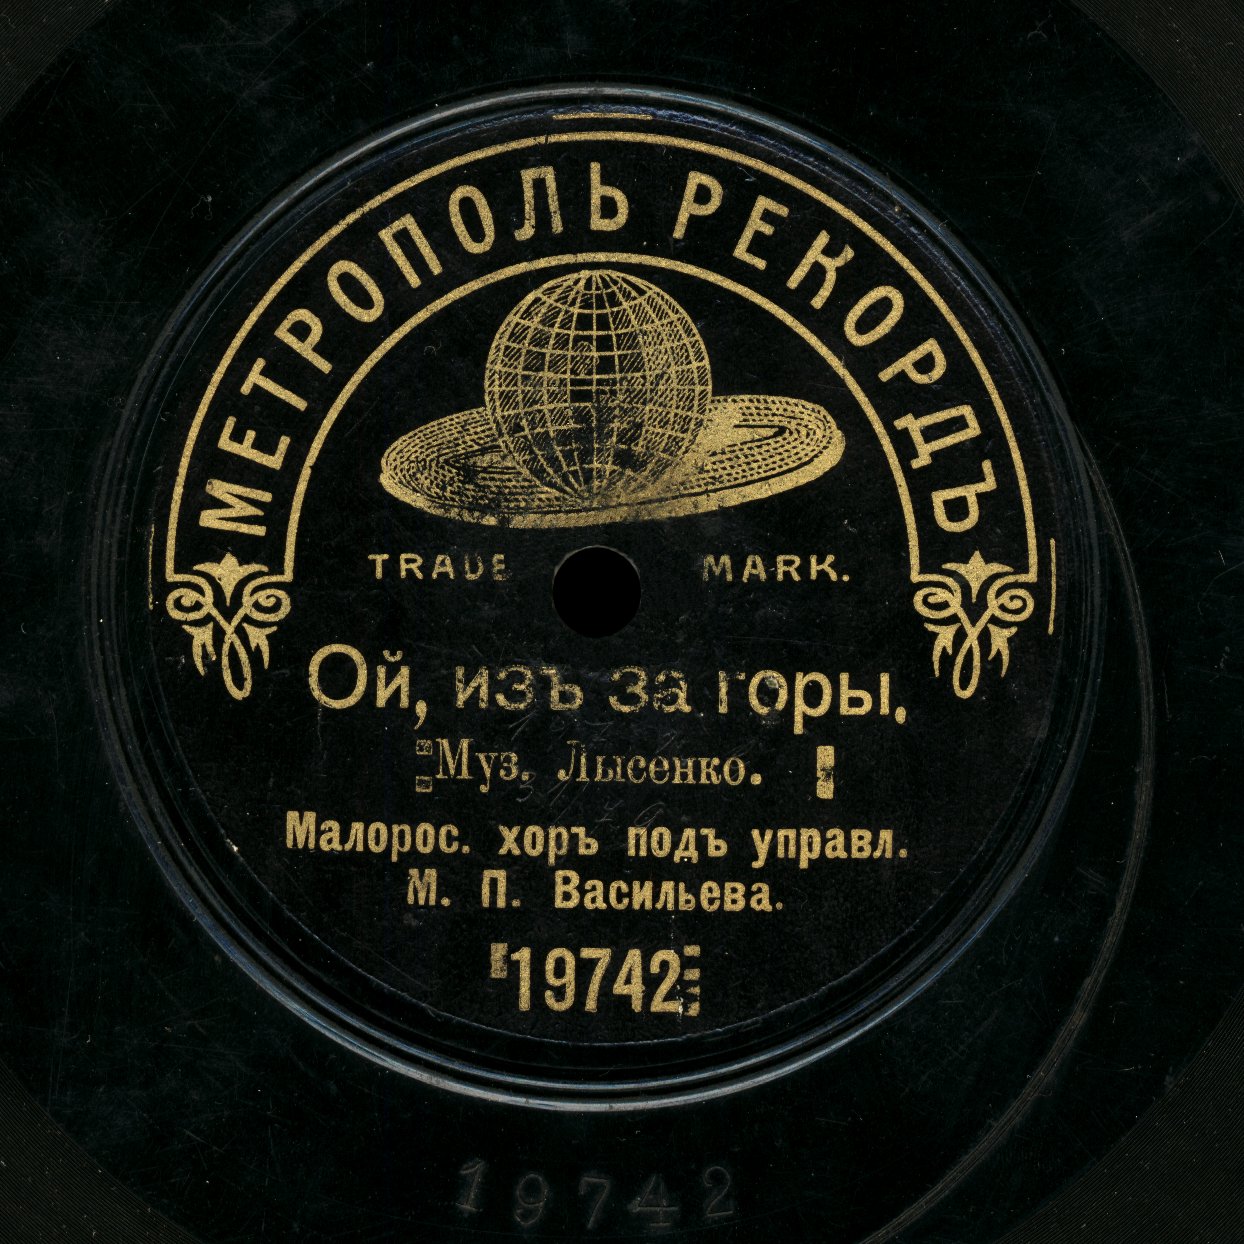 МЕТРОПОЛЬ РЕКОРДЪ
TRADE MARK.
Ой, изъ за горы.
Муз. Лысенко.
Малорос. хоръ подъ управл.
М. П. Васильева.
19742
19742